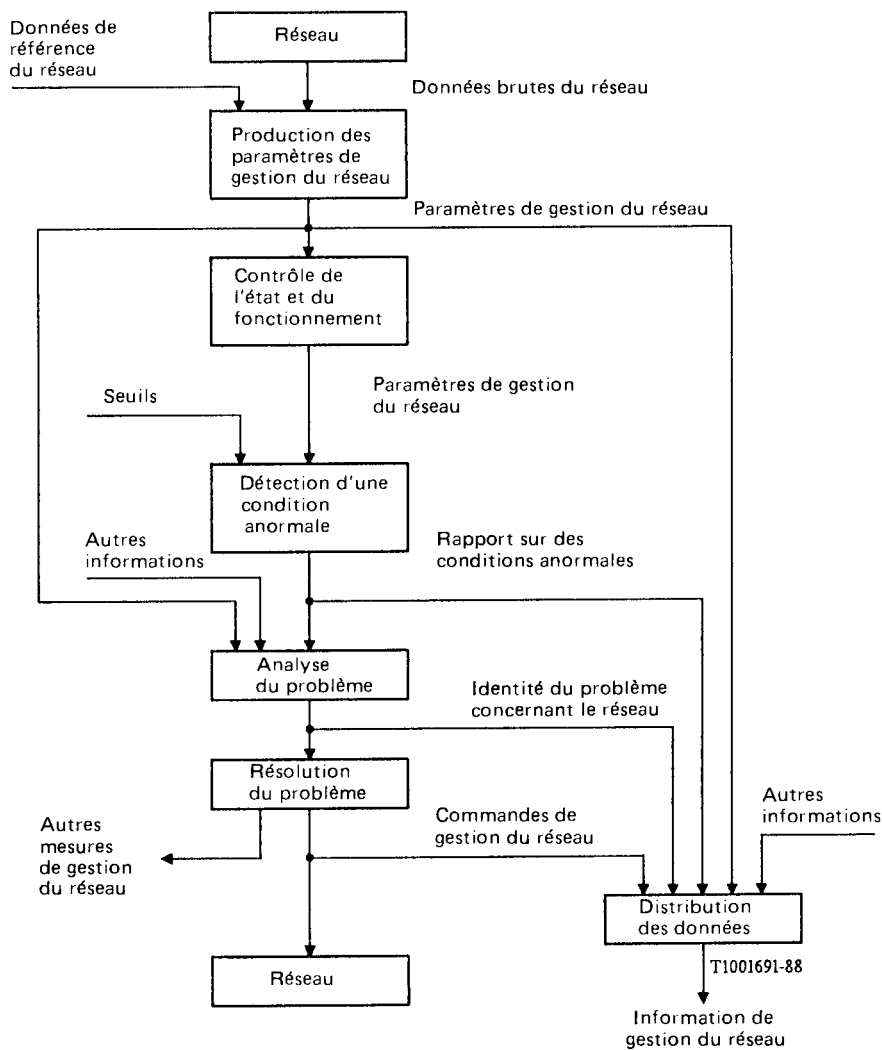 Données de
référence
du réseau
Réseau
Données brutes du réseau
Production des
paramètres de
gestion du réseau
Paramètres de gestion du réseau
Contrôle de
l'état et du
fonctionnement
Paramètres de gestion
du réseau
Seuils
Détection d'une
condition
anormale
Autres
informations
Rapport sur des
conditions anormales
Analyse
du problème
Identité du problème
concernant le réseau
Résolution
du problème
Autres
mesures
de gestion
du réseau
Commandes de
gestion du réseau
Autres
informations
Distribution
des données
T1001691-88
Réseau
Information de
gestion du réseau